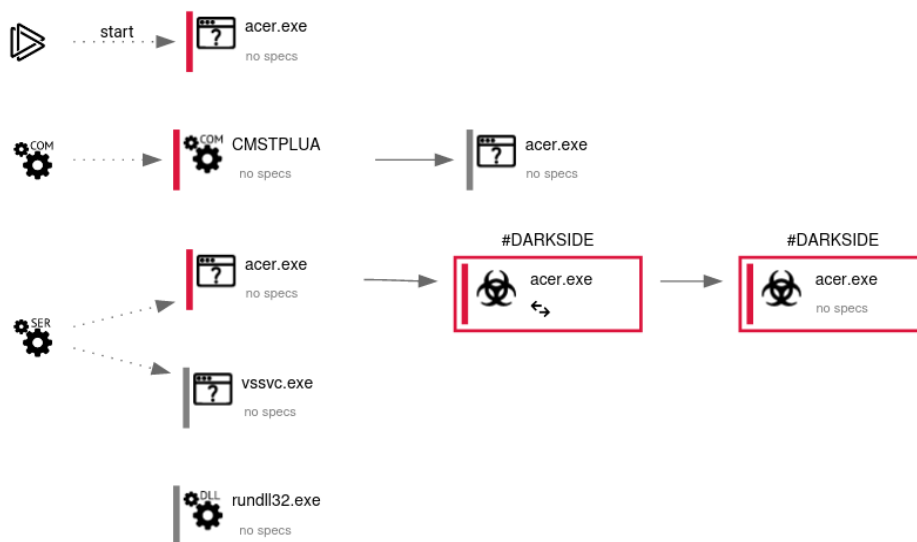 start
acer.exe
?
no specs
COM
COM
CMSTPLUA
no specs
?
acer.exe
no specs
#DARKSIDE
#DARKSIDE
?
acer.exe
no specs
acer.exe
acer.exe
no specs
SER
?
vssvc.exe
no specs
DLL
rundll32.exe
no specs